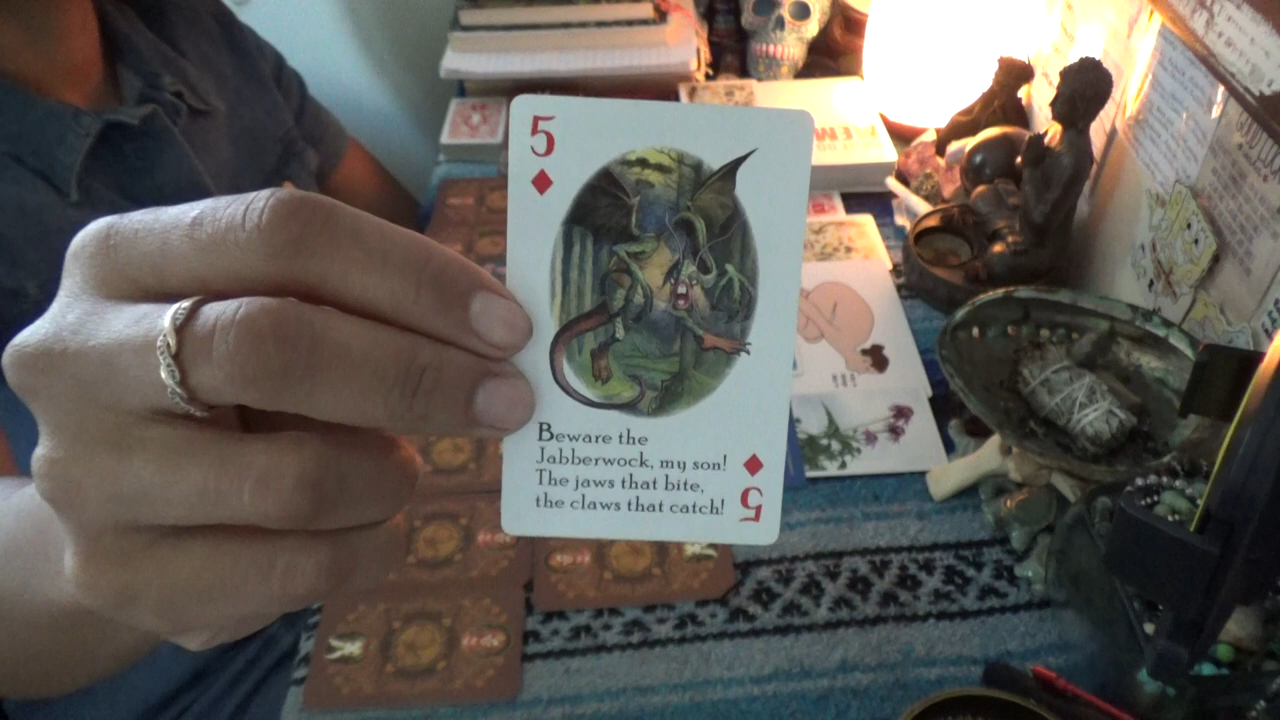 5
Beware the
Jabberwock, my son!
The jaws that bite,
the claws that catch!
5